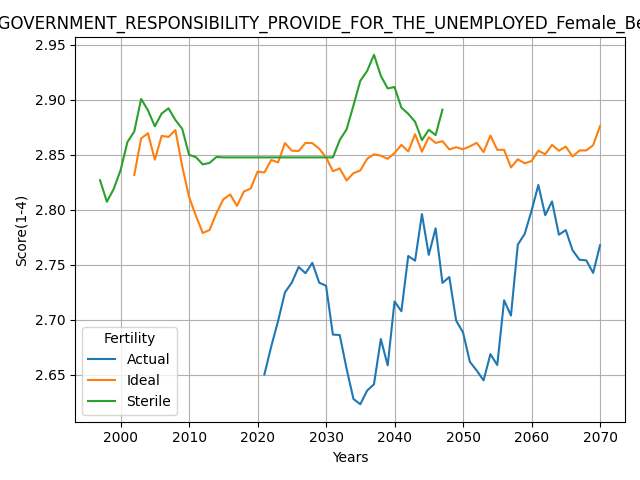 GOVERNMENT_RESPONSIBILITY_PROVIDE_FOR_THE_UNEMPLOYED_Female_Be
2.95
2.90
2.85
2.80
2.75
2.70
2.65
Score(1-4)
Fertility
Actual
Ideal
Sterile
2000 2010 2020 2030 2040 2050 2060 2070
Years